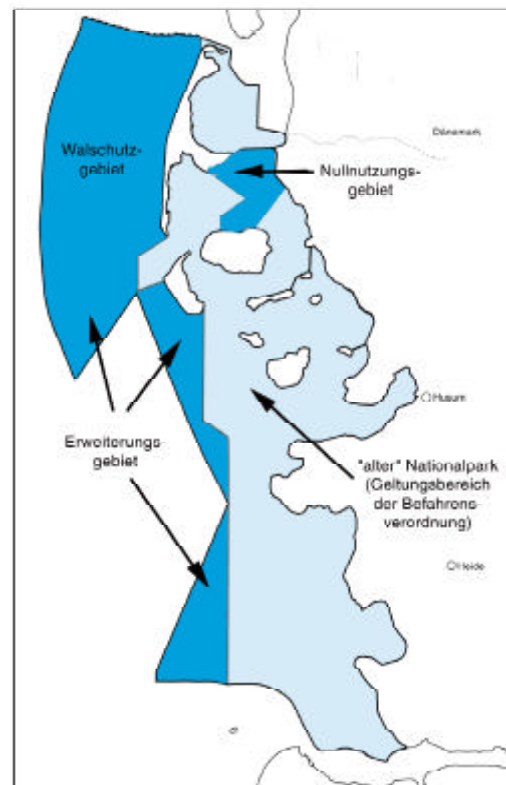 Dänemark
Walschutz-
gebiet
Nullnutzungs-
gebiet
Husum
Erweiterungs
gebiet
"alter" Nationalpark
(Geltungsbereich
der Befahrens
verordnung)
Heide